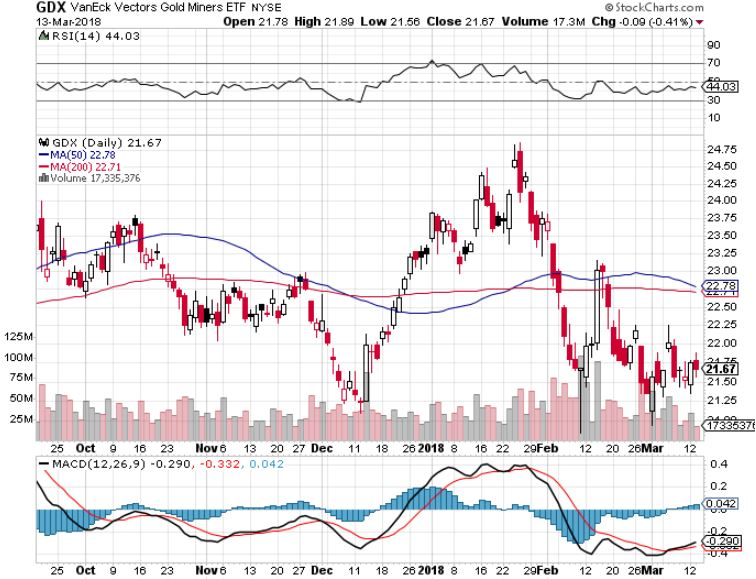 GDX VanEck Vectors Gold Miners ETF NYSE © StockCharts.com
13-Mar-2018 Open 21.78 High 21.89 Low 21.56 Close 21.67 Volume 17.3M Chg -0.09 (-0.41%)
RSI(14) 44.03
90
70
50
44.03
30
10
GDX (Daily) 21.67
MA(50) 22.78
MA(200) 22.71
Volume 17,335,376
24.75
24.50
24.25
24.00
23.75
23.50
23.25
23.00
22.78
22.50
22.25
22.00
21.75
21.67
21.50
21.25
17335376
125M
100M
75M
50M
25M
25 Oct 9 16 23 Nov 6 13 20 27 Dec 11 18 26 2018 8 16 22 29 Feb 12 20 26 Mar 12
MACD(12,26,9) -0.290, -0.332, 0.042
0.4
0.2
0.042
-0.2
-0.290
-0.4
25 Oct 9 16 23 Nov 6 13 20 27 Dec 11 18 26 2018 8 16 22 29 Feb 12 20 26 Mar 12